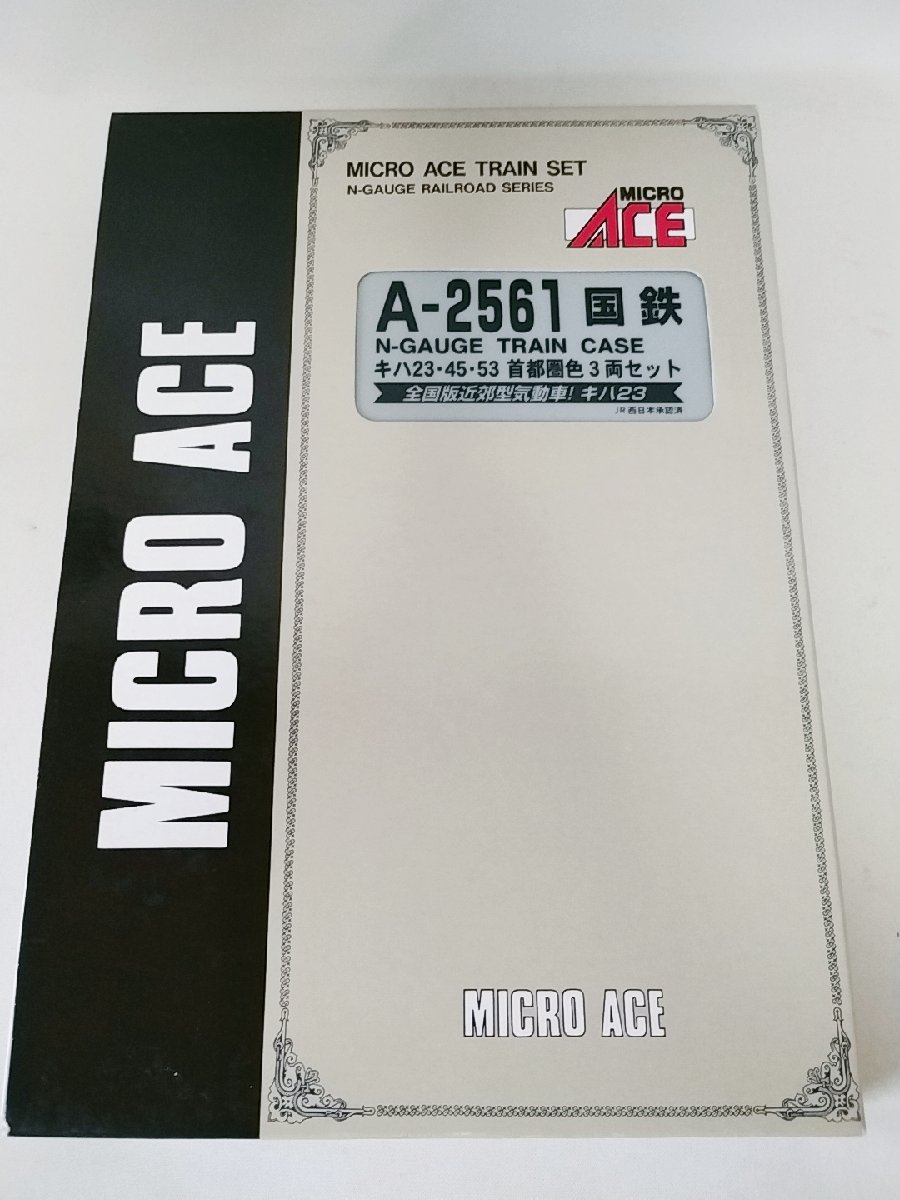 MICRO ACE
MICRO ACE TRAIN SET
N-GAUGE RAILROAD SERIES
MICRO
ACE
A-2561 国鉄
N-GAUGE TRAIN CASE
キハ23・45・53 首都圏色3両セット
全国版近郊型気動車!キハ23
JR西日本承認済
MICRO ACE